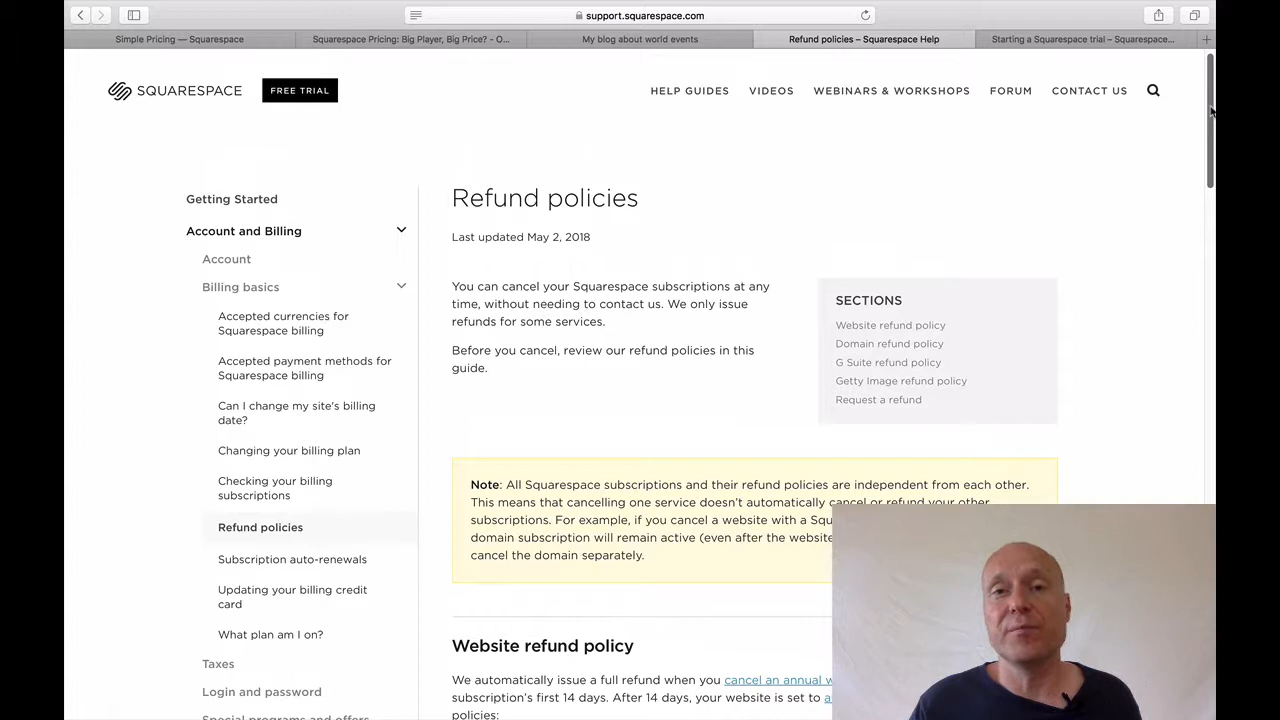 support.squarespace.com
Simple Pricing — Squarespace
Squarespace Pricing: Big Player, Big Price? - O...
My blog about world events
Refund policies – Squarespace Help
Starting a Squarespace trial – Squarespace...
SQUARESPACE
FREE TRIAL
HELP GUIDES
VIDEOS
WEBINARS & WORKSHOPS
FORUM
CONTACT US
Getting Started
Account and Billing
Account
Billing basics
Accepted currencies for
Squarespace billing
Accepted payment methods for
Squarespace billing
Can I change my site's billing
date?
Changing your billing plan
Checking your billing
subscriptions
Refund policies
Subscription auto-renewals
Updating your billing credit
card
What plan am I on?
Taxes
Login and password
Special programs and offers
Refund policies
Last updated May 2, 2018
You can cancel your Squarespace subscriptions at any
time, without needing to contact us. We only issue
refunds for some services.
Before you cancel, review our refund policies in this
guide.
SECTIONS
Website refund policy
Domain refund policy
G Suite refund policy
Getty Image refund policy
Request a refund
Note: All Squarespace subscriptions and their refund policies are independent from each other.
This means that cancelling one service doesn't automatically cancel or refund your other
subscriptions. For example, if you cancel a website with a Squ
domain subscription will remain active (even after the website
cancel the domain separately.
Website refund policy
We automatically issue a full refund when you cancel an annual w
subscription's first 14 days. After 14 days, your website is set to a
policies: